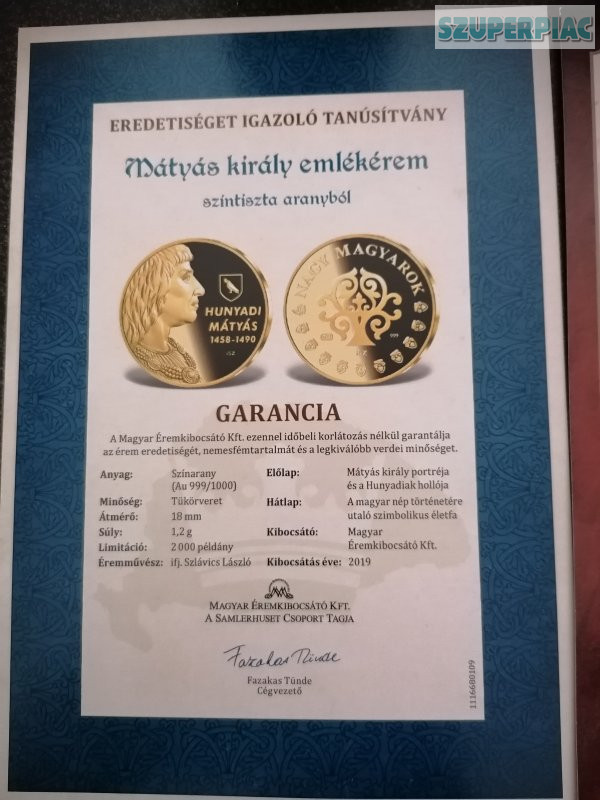 SZUPERPIAC
EREDETISÉGET IGAZOLÓ TANÚSÍTVÁNY
Mátyás király emlékérem
színtiszta aranyból
HUNYADI
MÁTYÁS
1458-1490
NAGY MAGYAROK
999
GARANCIA
A Magyar Éremkibocsátó Kft. ezennel időbeli korlátozás nélkül garantálja
az érem eredetiségét, nemesfémtartalmát és a legkiválóbb verdei minőséget.
Anyag: Színarany
(Au 999/1000)
Minőség: Tükörveret
Átmérő: 18 mm
Súly: 1,2 g
Limitáció: 2 000 példány
Éremművész: ifj. Szlávics László
Előlap: Mátyás király portréja
és a Hunyadiak hollója
Hátlap: A magyar nép történetére
utaló szimbolikus életfa
Kibocsátó: Magyar
Éremkibocsátó Kft.
Kibocsátás éve: 2019
MAGYAR ÉREMKIBOCSÁTÓ KFT.
A SAMLERHUSET CSOPORT TAGJA
Fazakas Tünde
Fazakas Tünde
Cégvezető
1116680109